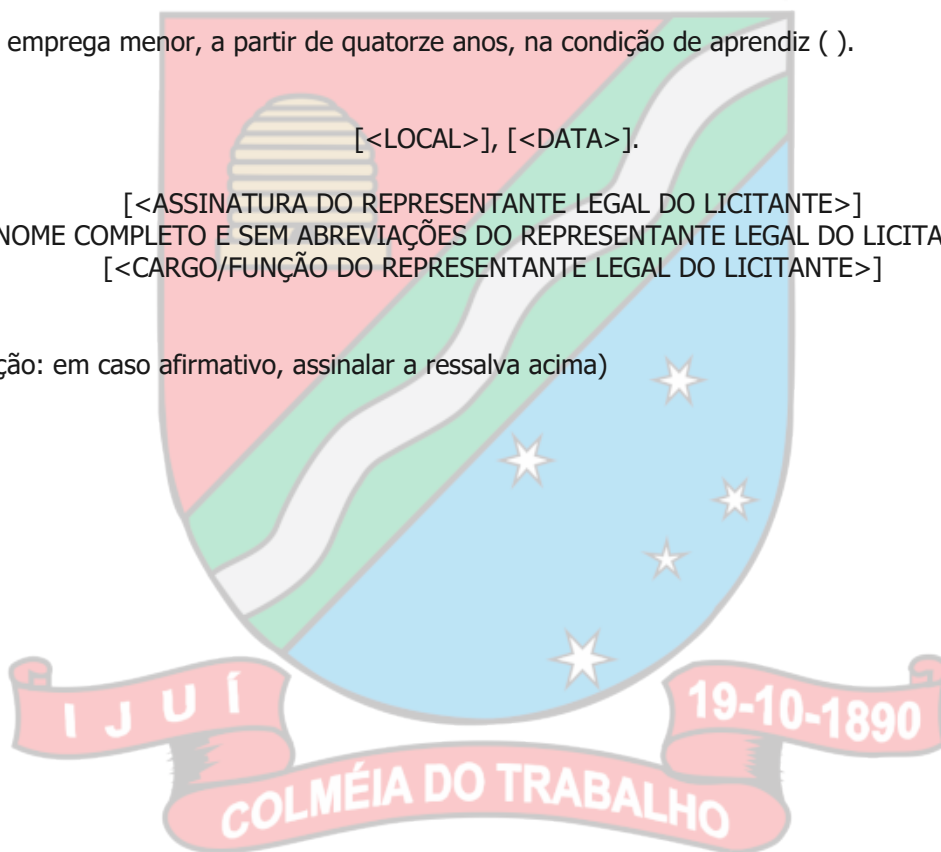 emprega menor, a partir de quatorze anos, na condição de aprendiz ( ).
[<LOCAL>], [<DATA>].
[<ASSINATURA DO REPRESENTANTE LEGAL DO LICITANTE>]
NOME COMPLETO E SEM ABREVIAÇÕES DO REPRESENTANTE LEGAL DO
[<CARGO/FUNÇÃO DO REPRESENTANTE LEGAL DO LICITANTE>]
em caso afirmativo, assinalar a ressalva acima)
IJUÍ
19-10-1890
COLMÉIA DO TRABALHO